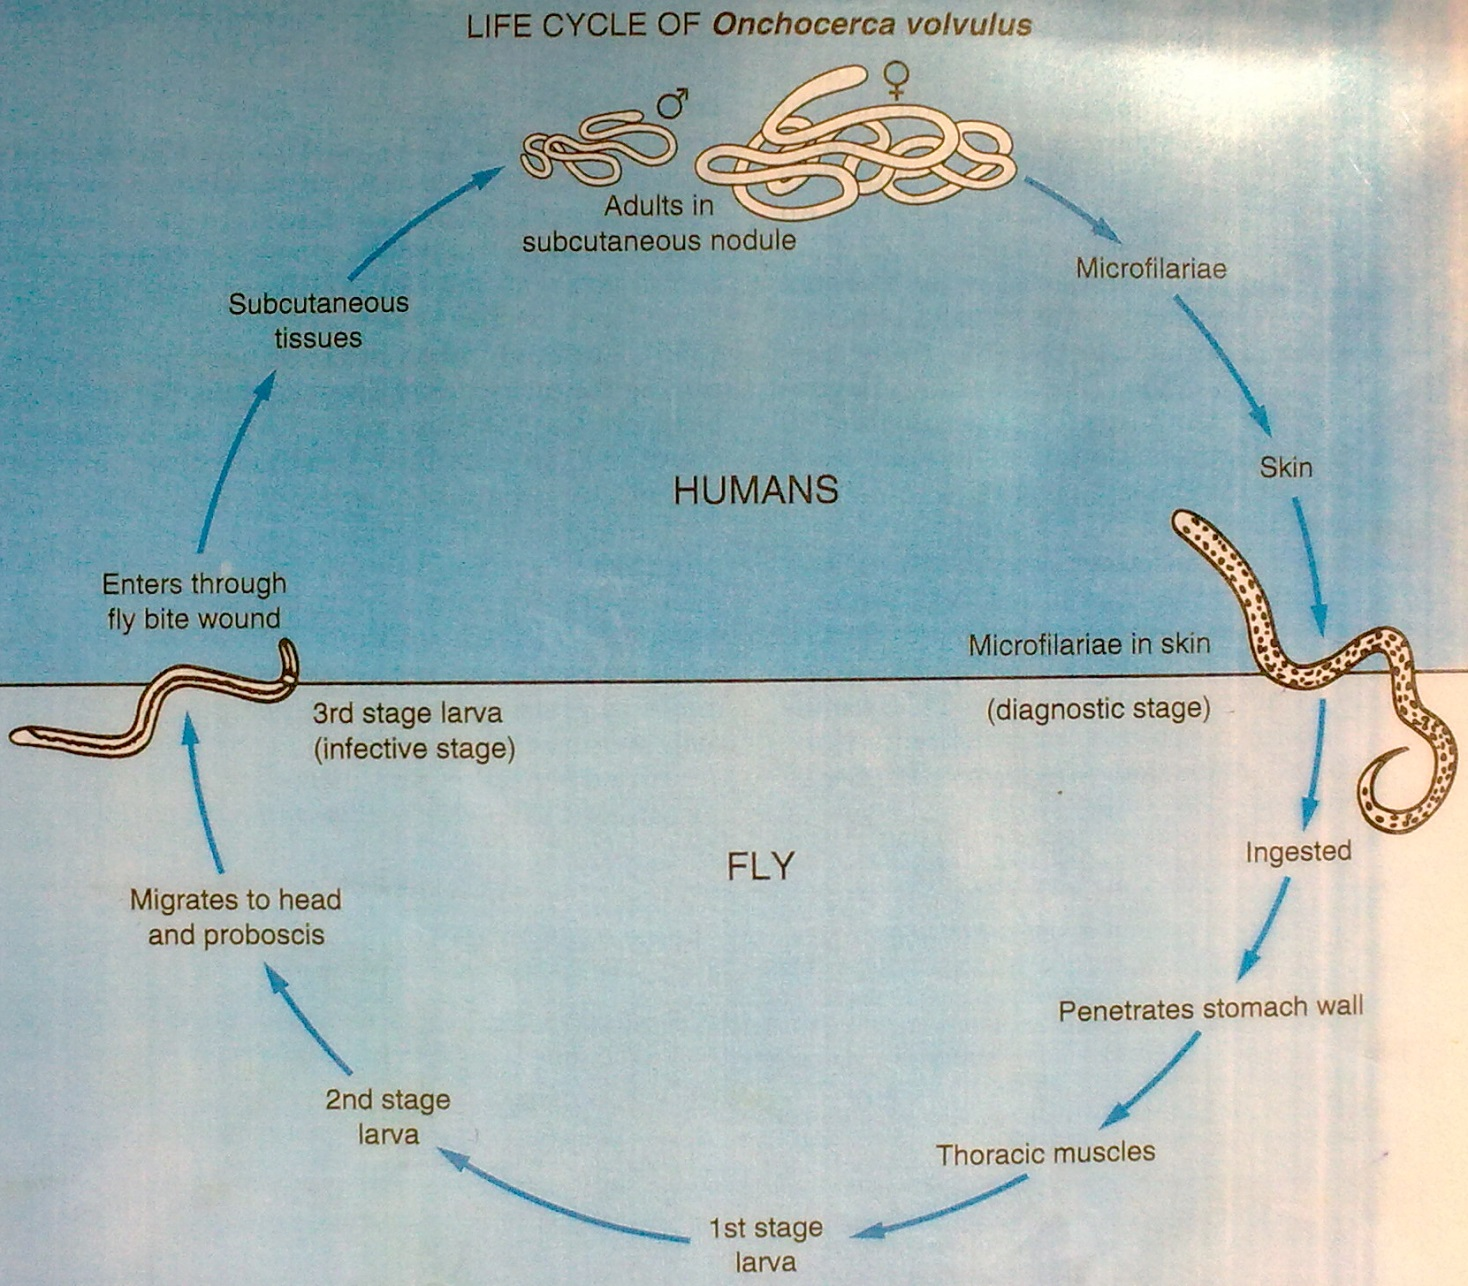 LIFE CYCLE OF Onchocerca volvulus
♂
♀
Adults in
subcutaneous nodule
Microfilariae
Subcutaneous
tissues
Skin
HUMANS
Enters through
fly bite wound
Microfilariae in skin
(diagnostic stage)
3rd stage larva
(infective stage)
Ingested
FLY
Migrates to head
and proboscis
Penetrates stomach wall
2nd stage
larva
Thoracic muscles
1st stage
larva